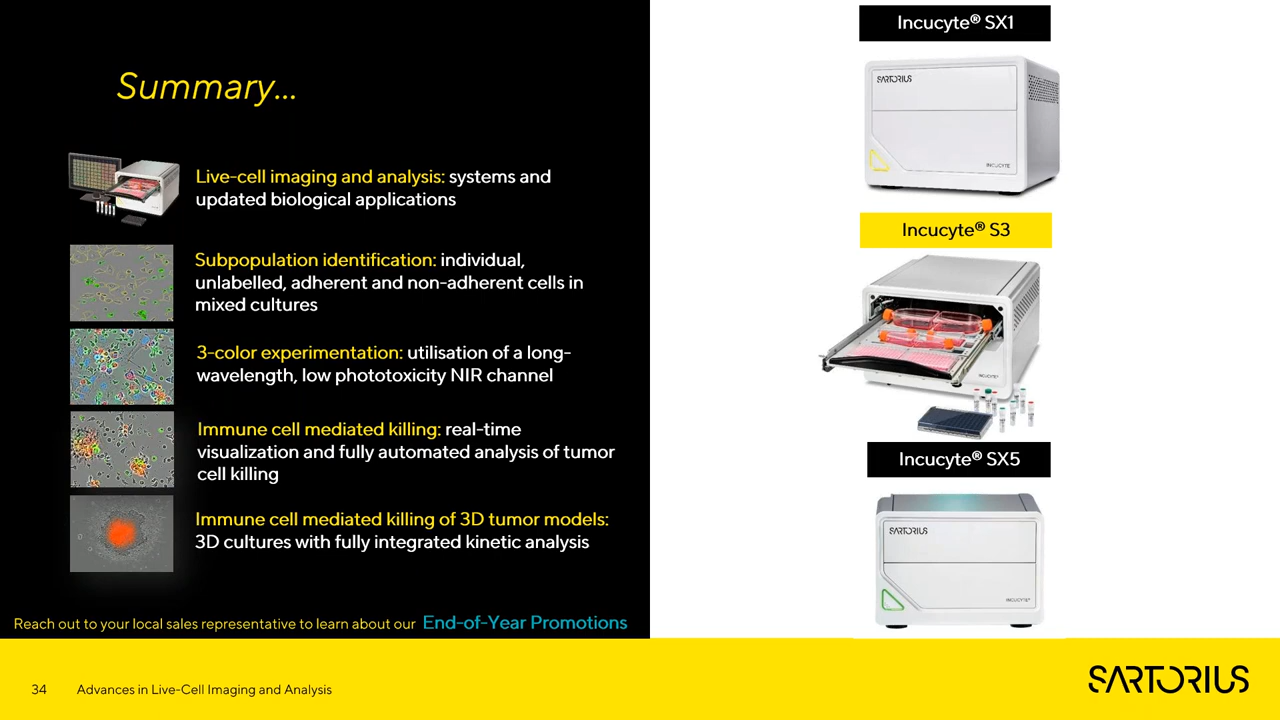 Summary...
Live-cell imaging and analysis: systems and
updated biological applications
Subpopulation identification: individual,
unlabelled, adherent and non-adherent cells in
mixed cultures
3-color experimentation: utilisation of a long-
wavelength, low phototoxicity NIR channel
Immune cell mediated killing: real-time
visualization and fully automated analysis of tumor
cell killing
Immune cell mediated killing of 3D tumor models:
3D cultures with fully integrated kinetic analysis
Reach out to your local sales representative to learn about our End-of-Year Promotions
Incucyte® SX1
SARTORIUS
INCUCYTE
Incucyte® S3
INCUCYTE®
Incucyte® SX5
SARTORIUS
INCUCYTE®
34 Advances in Live-Cell Imaging and Analysis
SARTORIUS